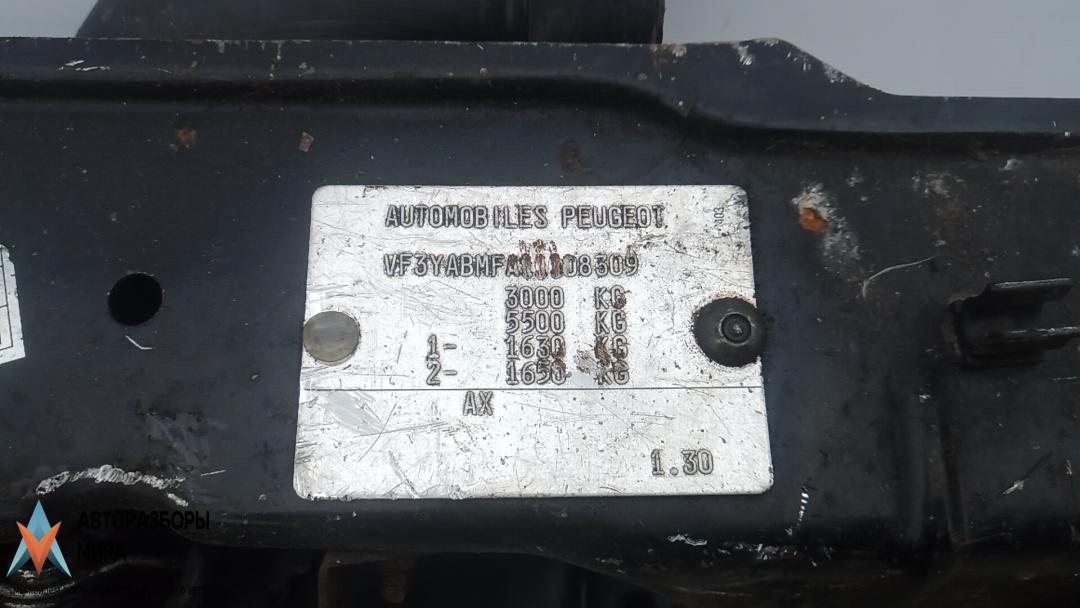 AUTOMOBILES PEUGEOT
3000 KG
5500 KG
1- 1630 KG
2- 1650 KG
AX
1.30
АВТОРАЗБОРЫ
МИРА